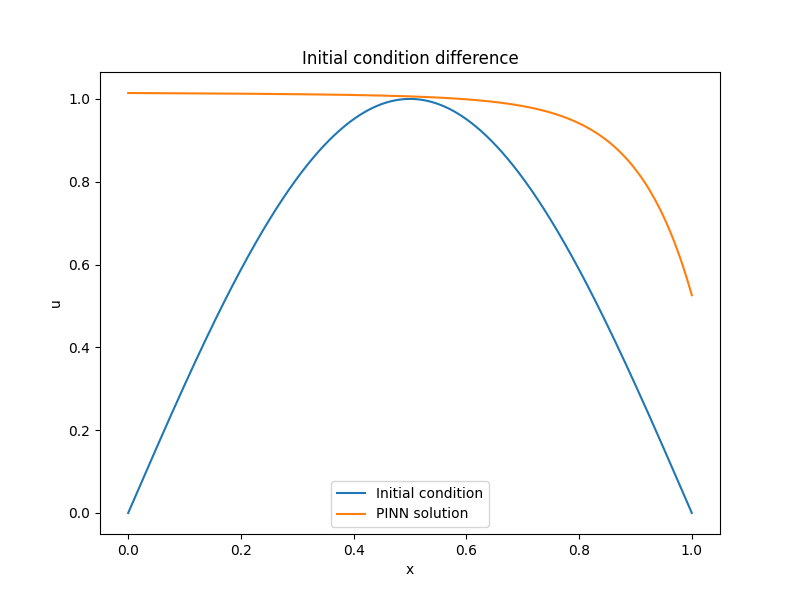 Initial condition difference
u
1.0
0.8
0.6
0.4
0.2
0.0
Initial condition
PINN solution
0.0 0.2 0.4 0.6 0.8 1.0
x